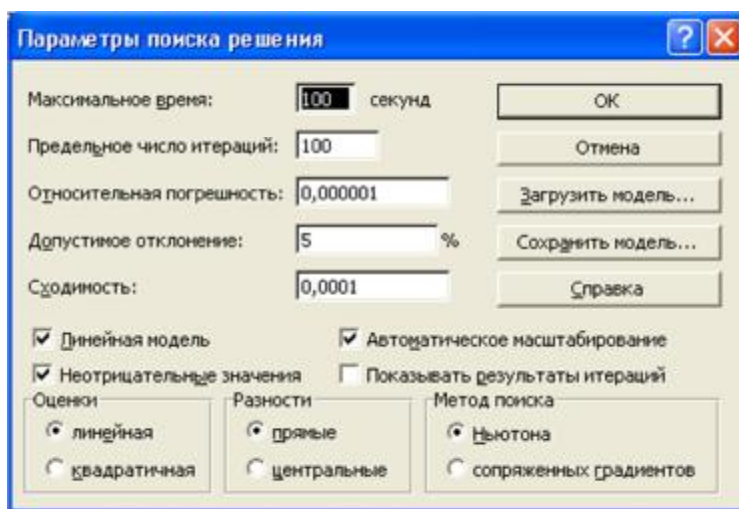 Параметры поиска решения
Максимальное время: 100 секунд OK
Предельное число итераций: 100 Отмена
Относительная погрешность: 0,000001 Загрузить модель...
Допустимое отклонение: 5 % Сохранить модель...
Сходимость: 0,0001 Справка
Линейная модель Автоматическое масштабирование
Неотрицательные значения Показывать результаты итераций
Оценки Разности Метод поиска
линейная прямые Ньютона
квадратичная центральные сопряженных градиентов